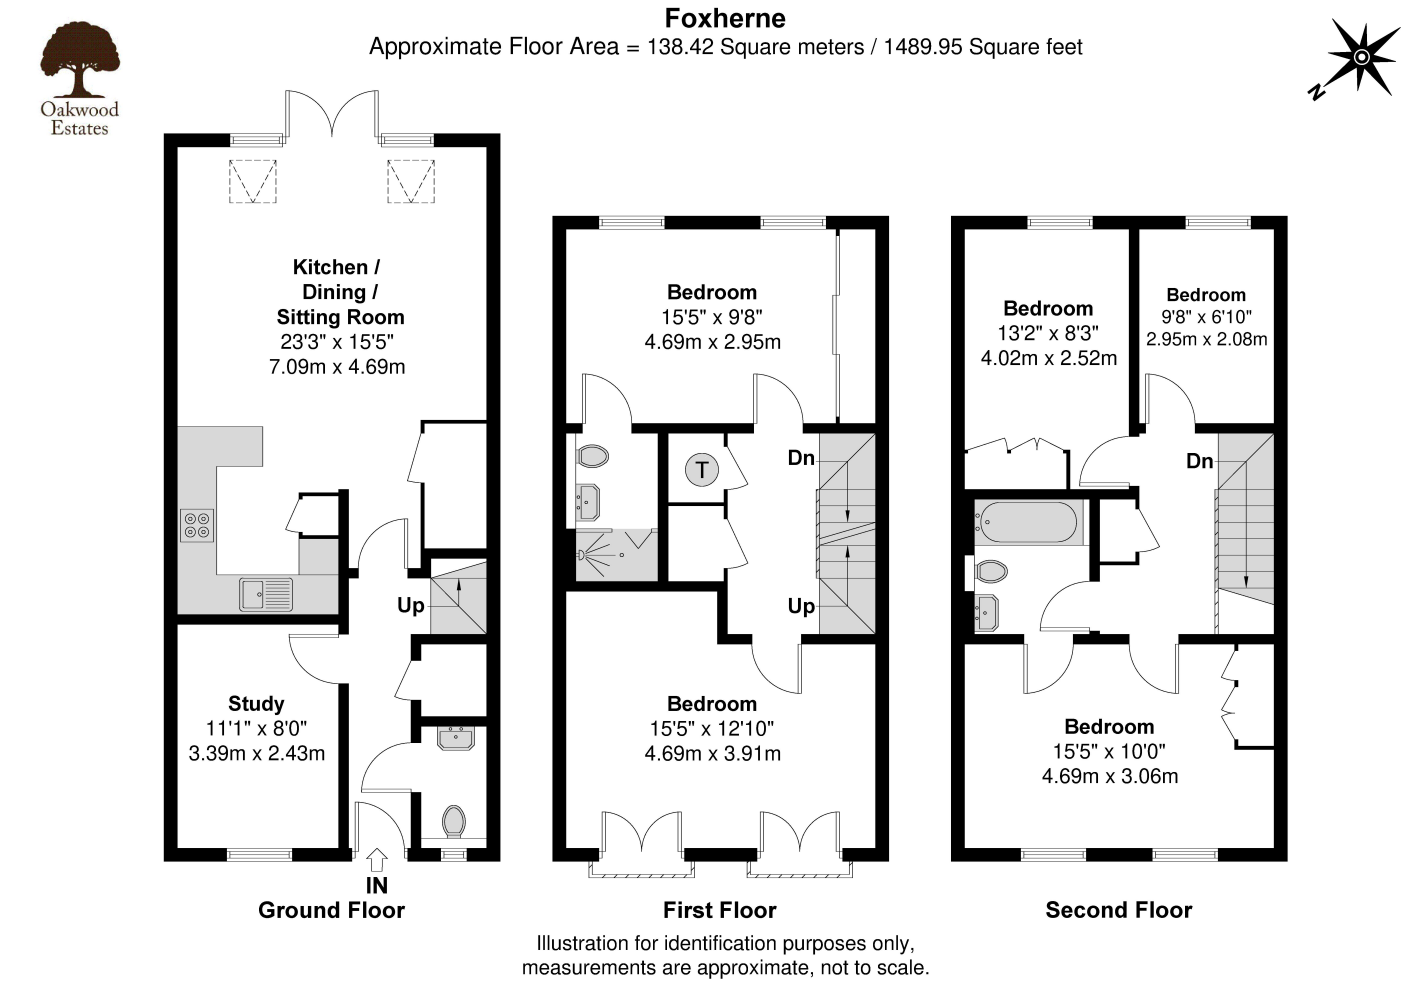 Foxherne
Approximate Floor Area = 138.42 Square meters / 1489.95 Square feet
Oakwood
Estates
N
Kitchen /
Dining /
Sitting Room
23'3" x 15'5"
7.09m x 4.69m
Up
Study
11'1" x 8'0"
3.39m x 2.43m
IN
Ground Floor
Bedroom
15'5" x 9'8"
4.69m x 2.95m
T
Dn
Up
Bedroom
15'5" x 12'10"
4.69m x 3.91m
First Floor
Bedroom
13'2" x 8'3"
4.02m x 2.52m
Bedroom
9'8" x 6'10"
2.95m x 2.08m
Dn
Bedroom
15'5" x 10'0"
4.69m x 3.06m
Second Floor
Illustration for identification purposes only,
measurements are approximate, not to scale.